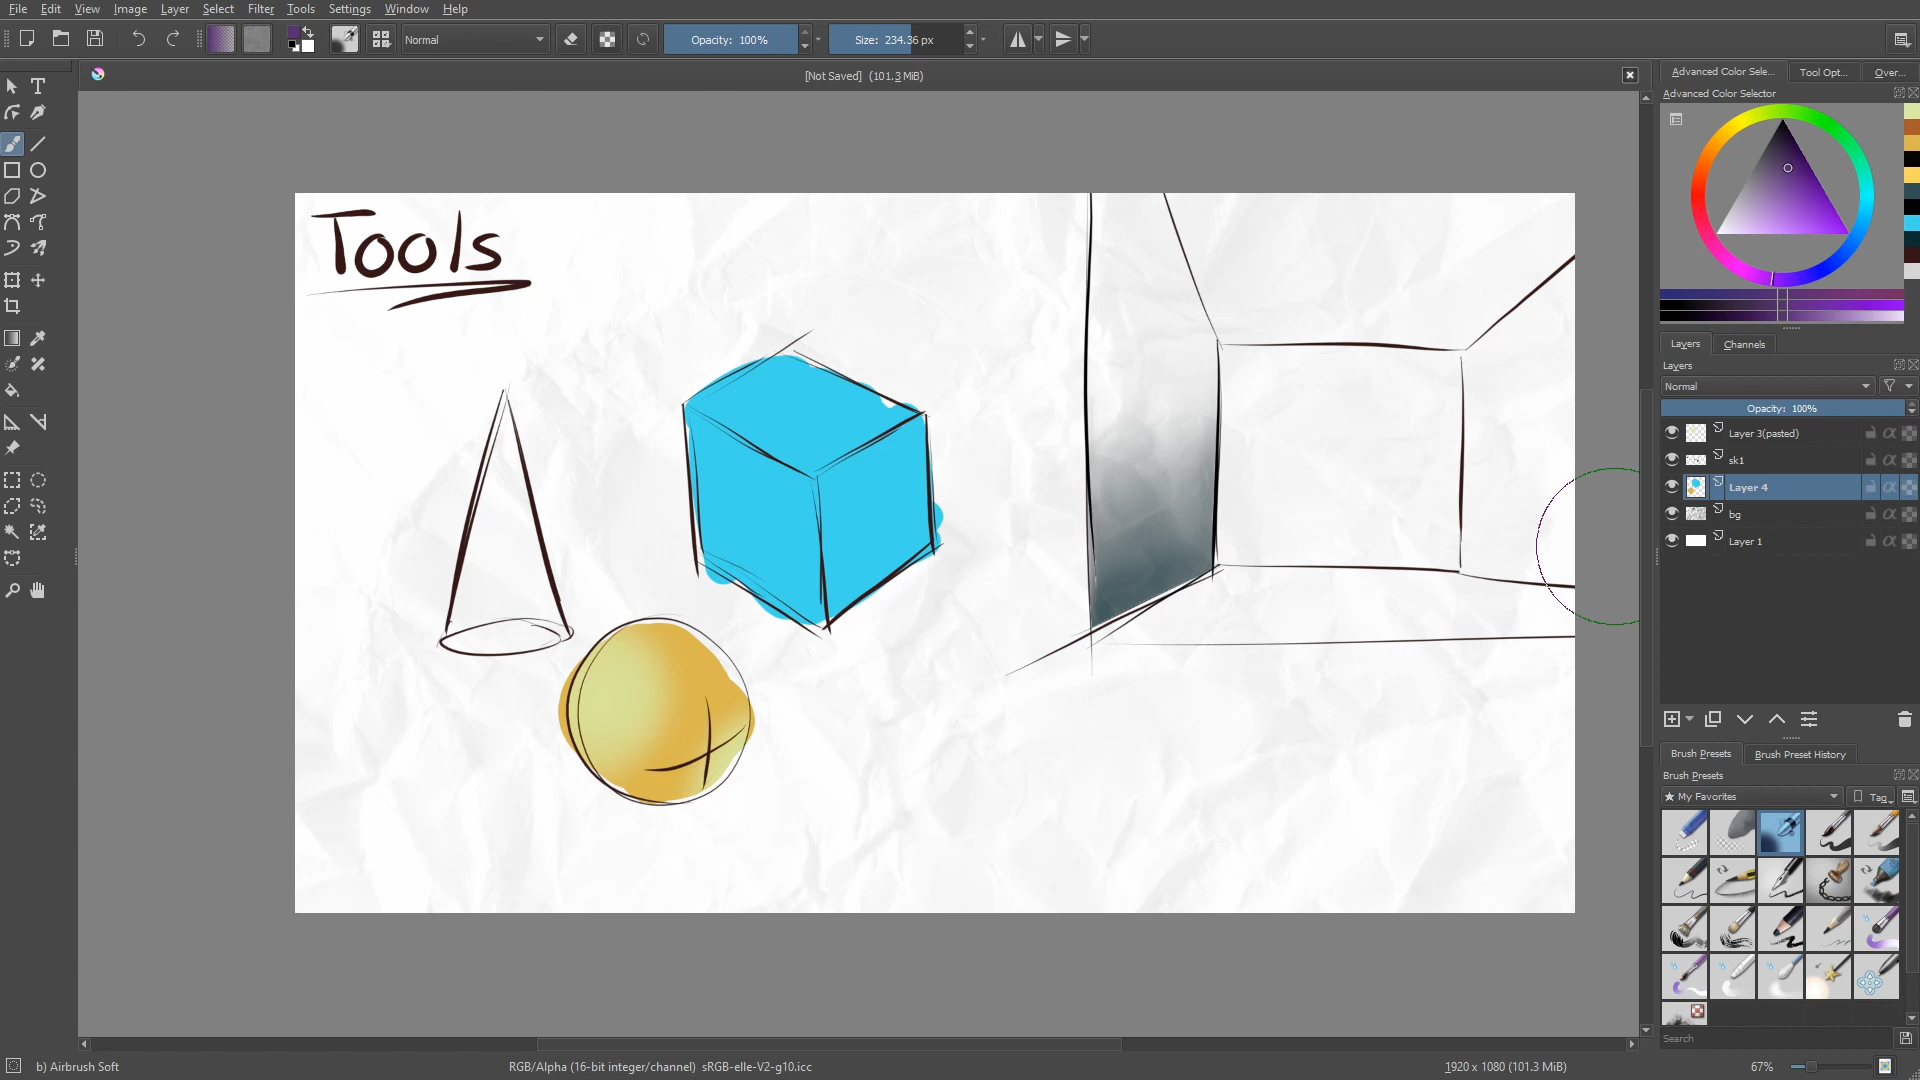 File Edit View Image Layer Select Filter Tools Settings Window Help
Normal Opacity: 100% Size: 234.36 px
[Not Saved] (101.3 MiB)
Advanced Color Sele... Tool Opt... Over...
Advanced Color Selector
Tools
Layers Channels
Layers
Normal
Opacity: 100%
Layer 3(pasted)
sk1
Layer 4
bg
Layer 1
Brush Presets Brush Preset History
Brush Presets
★ My Favorites Tag
Search
b) Airbrush Soft RGB/Alpha (16-bit integer/channel) sRGB-elle-V2-g10.icc 1920 x 1080 (101.3 MiB) 67%